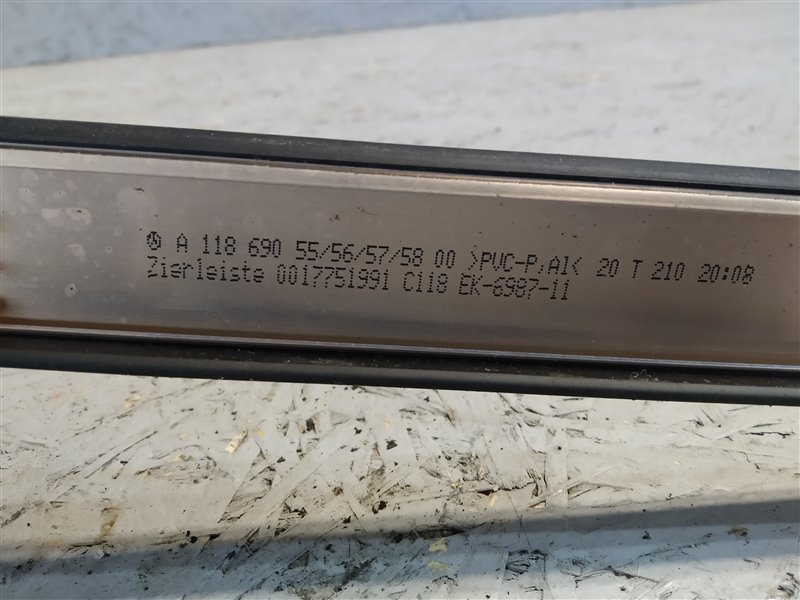 A 118 690 55/56/57/58 00 >PVC-P,Al< 20 T 210 20:08
Zierleiste 0017751991 C118 EK-6987-11